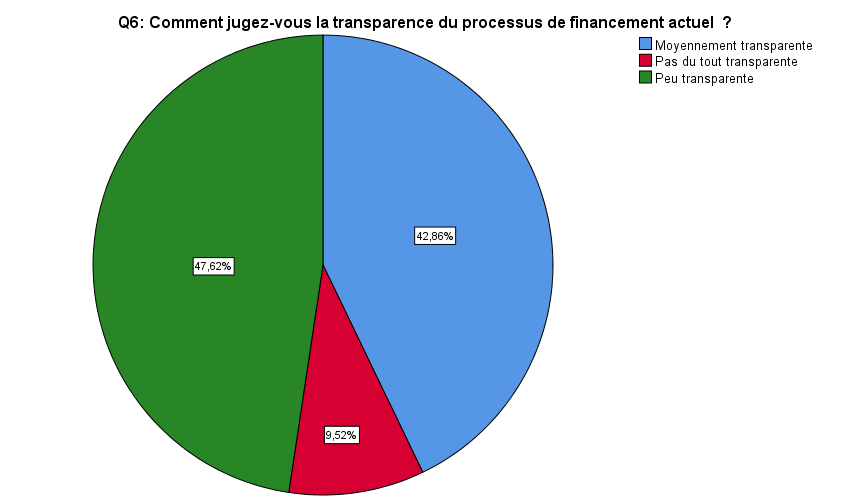 Q6: Comment jugez-vous la transparence du processus de financement actuel  ?
Moyennement transparente
Pas du tout transparente
Peu transparente
42,86%
47,62%
9,52%